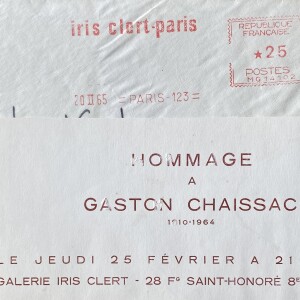 iris clert-paris
RÉPUBLIQUE
FRANÇAISE
★25
POSTES
20 II 65 = PARIS-123 =
HOMMAGE
A
GASTON CHAISSAC
1910-1964
LE JEUDI 25 FÉVRIER A 21
GALERIE IRIS CLERT - 28 Fg SAINT-HONORÉ 8e